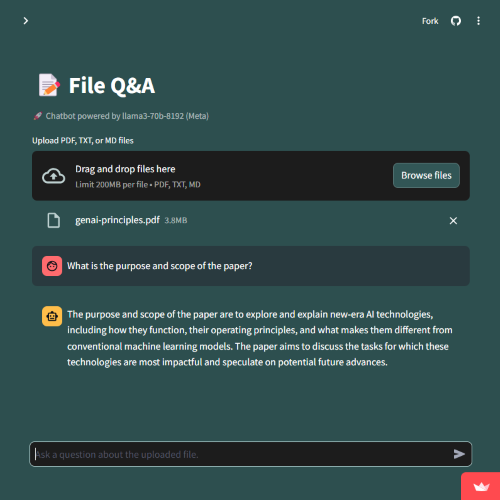 Fork
File Q&A
Chatbot powered by llama3-70b-8192 (Meta)
Upload PDF, TXT, or MD files
Drag and drop files here
Limit 200MB per file • PDF, TXT, MD
Browse files
genai-principles.pdf 3.8MB
What is the purpose and scope of the paper?
The purpose and scope of the paper are to explore and explain new-era AI technologies,
including how they function, their operating principles, and what makes them different from
conventional machine learning models. The paper aims to discuss the tasks for which these
technologies are most impactful and speculate on potential future advances.
Ask a question about the uploaded file.